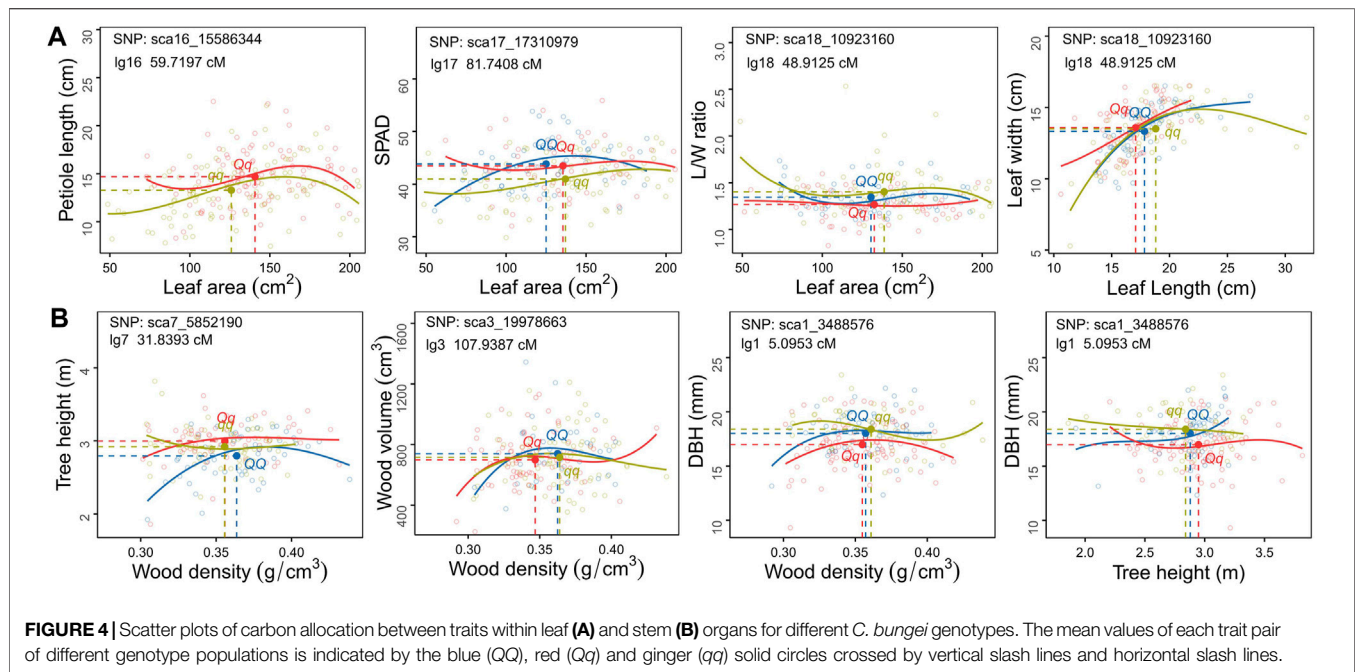 A
SNP: sca16_15586344
lg16 59.7197 cM
Petiole length (cm)
30
25
20
15
10
Qq
qq
50 100 150 200
Leaf area (cm²)
SNP: sca17_17310979
lg17 81.7408 cM
SPAD
60
50
40
30
QQ Qq
qq
50 100 150 200
Leaf area (cm²)
SNP: sca18_10923160
lg18 48.9125 cM
L/W ratio
3.0
2.5
2.0
1.5
1.0
QQ qq
Qq
50 100 150 200
Leaf area (cm²)
SNP: sca18_10923160
lg18 48.9125 cM
Leaf width (cm)
20
15
10
5
Qq QQ
qq
10 15 20 25 30
Leaf Length (cm)
B
SNP: sca7_5852190
lg7 31.8393 cM
Tree height (m)
4
3
2
Qq
qq
QQ
0.30 0.35 0.40
Wood density (g/cm³)
SNP: sca3_19978663
lg3 107.9387 cM
Wood volume (cm³)
1600
1200
800
400
Qq QQ
qq
0.30 0.35 0.40
Wood density (g/cm³)
SNP: sca1_3488576
lg1 5.0953 cM
DBH (mm)
25
20
15
10
QQ qq
Qq
0.30 0.35 0.40
Wood density (g/cm³)
SNP: sca1_3488576
lg1 5.0953 cM
DBH (mm)
25
20
15
10
qq QQ
Qq
2.0 2.5 3.0 3.5
Tree height (m)
FIGURE 4 | Scatter plots of carbon allocation between traits within leaf (A) and stem (B) organs for different C. bungei genotypes. The mean values of each trait pair
of different genotype populations is indicated by the blue (QQ), red (Qq) and ginger (qq) solid circles crossed by vertical slash lines and horizontal slash lines.